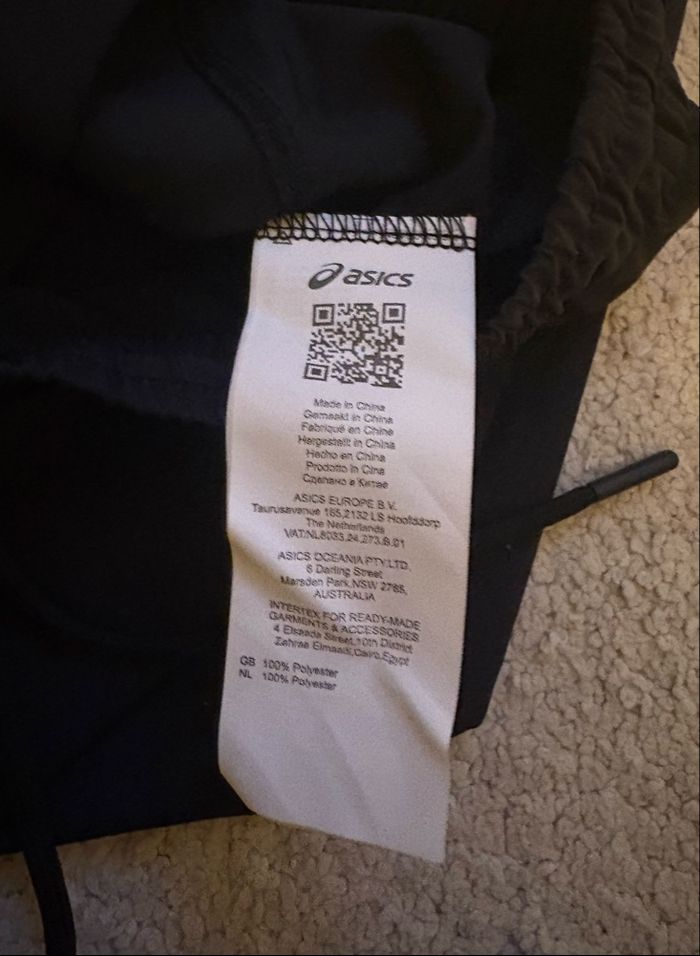 asics
Made in China
Gemaakt in China
Fabriqué en Chine
Hergestellt in China
Hecho en China
Prodotto in Cina
Сделано в Китае
ASICS EUROPE B.V.
Taurusavenue 165,2132 LS Hoofddorp
The Netherlands
VAT:NL8033.24.273.B.01
ASICS OCEANIA PTY.LTD.
6 Darling Street
Marsden Park,NSW 2765,
AUSTRALIA
INTERTEX FOR READY-MADE
GARMENTS & ACCESSORIES
4 Elsaada Street,10th District
Zahraa Elmaadi,Cairo,Egypt
GB 100% Polyester
NL 100% Polyester